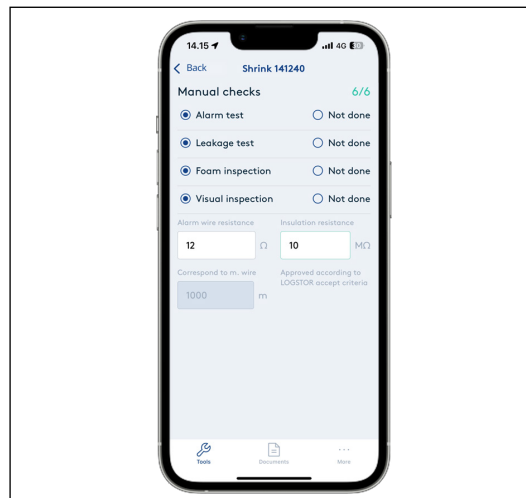 14.15 4G
Back Shrink 141240
Manual checks 6/6
Alarm test Not done
Leakage test Not done
Foam inspection Not done
Visual inspection Not done
Alarm wire resistance Insulation resistance
12 Ω 10 MΩ
Correspond to m. wire Approved according to
LOGSTOR accept criteria
1000 m
Tools Documents More